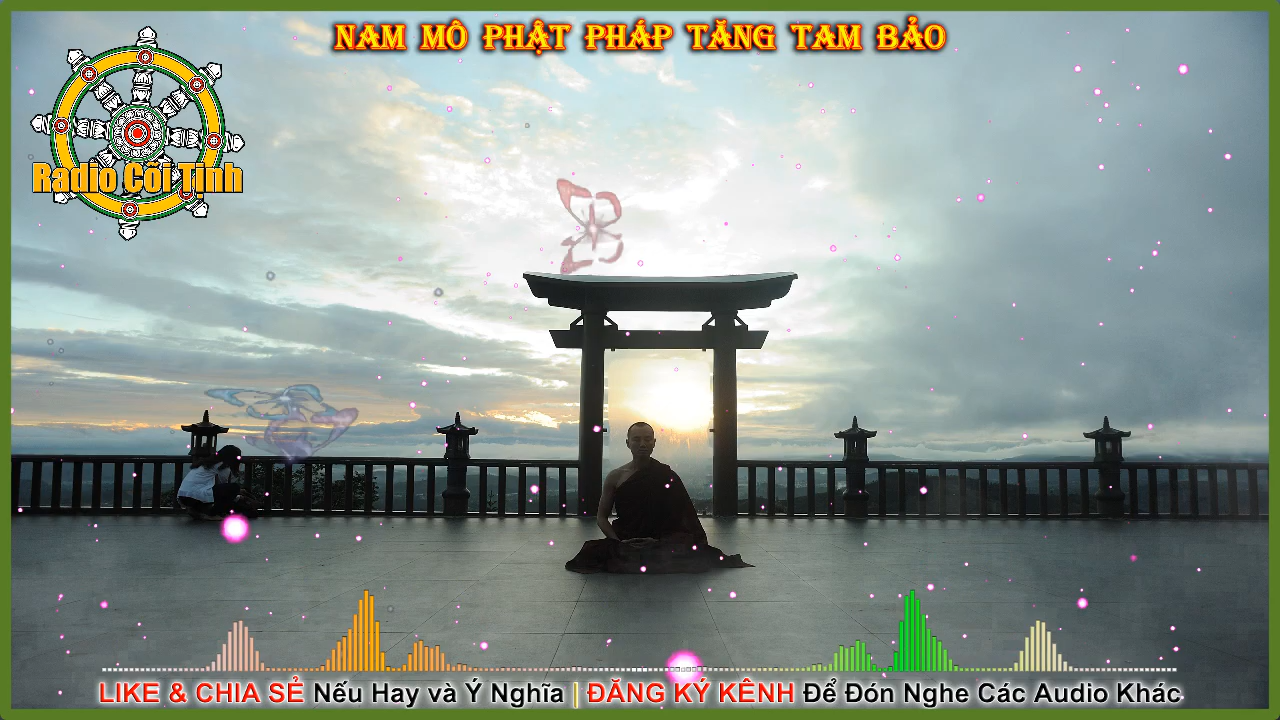 NAM MÔ PHẬT PHÁP TĂNG TAM BẢO
Radio Cõi Tịnh
LIKE & CHIA SẺ Nếu Hay và Ý Nghĩa | ĐĂNG KÝ KÊNH Để Đón Nghe Các Audio Khác